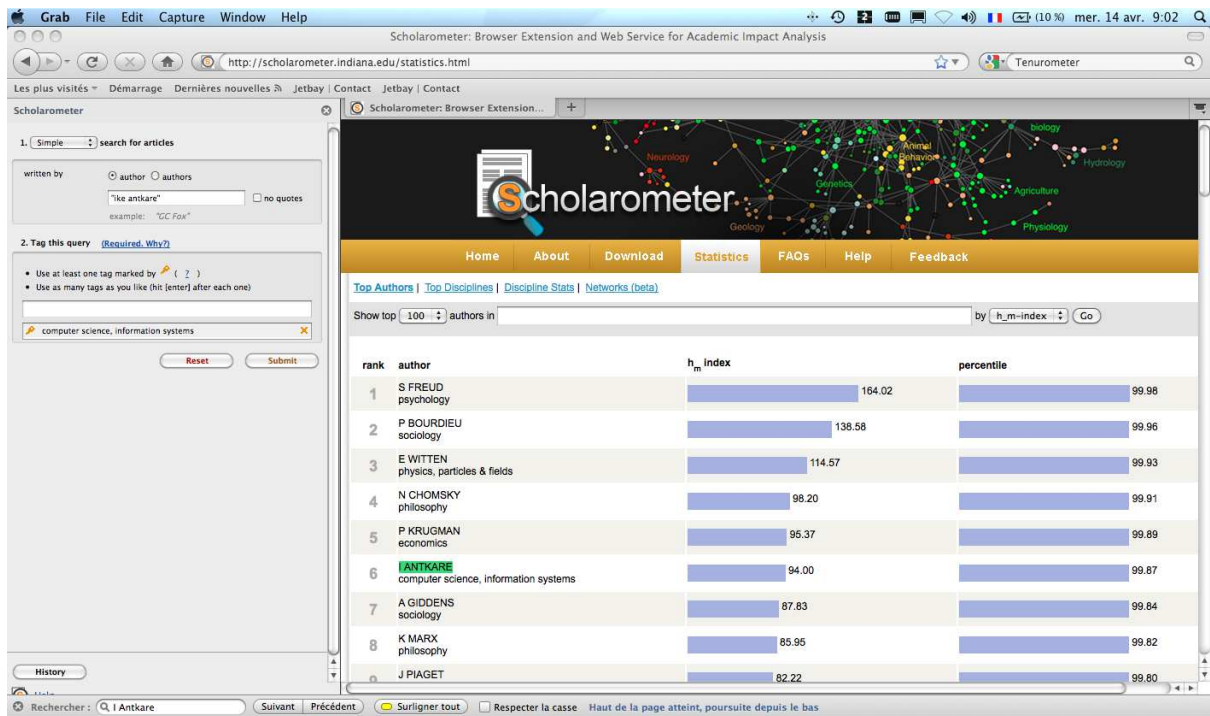 Grab File Edit Capture Window Help
2 (10 %) mer. 14 avr. 9:02
Scholarometer: Browser Extension and Web Service for Academic Impact Analysis
http://scholarometer.indiana.edu/statistics.html
Tenurometer
Les plus visités Démarrage Dernières nouvelles Jetbay | Contact Jetbay | Contact
Scholarometer
Scholarometer: Browser Extension... +
1. Simple search for articles
written by
author authors
"ike antkare"
no quotes
example: "GC Fox"
2. Tag this query (Required. Why?)
• Use at least one tag marked by ( ? )
• Use as many tags as you like (hit [enter] after each one)
computer science, information systems
Reset Submit
History
Neurology
Animal Behavior
biology
Hydrology
Genetics
Agriculture
Geology
Physiology
Scholarometer
Home About Download Statistics FAQs Help Feedback
Top Authors | Top Disciplines | Discipline Stats | Networks (beta)
Show top 100 authors in by h_m-index Go
rank author hm index percentile
1 S FREUD 164.02 99.98
psychology
2 P BOURDIEU 138.58 99.96
sociology
3 E WITTEN 114.57 99.93
physics, particles & fields
4 N CHOMSKY 98.20 99.91
philosophy
5 P KRUGMAN 95.37 99.89
economics
6 I ANTKARE 94.00 99.87
computer science, information systems
7 A GIDDENS 87.83 99.84
sociology
8 K MARX 85.95 99.82
philosophy
J PIAGET 82.22 99.80
Rechercher : I Antkare Suivant Précédent Surligner tout Respecter la casse Haut de la page atteint, poursuite depuis le bas